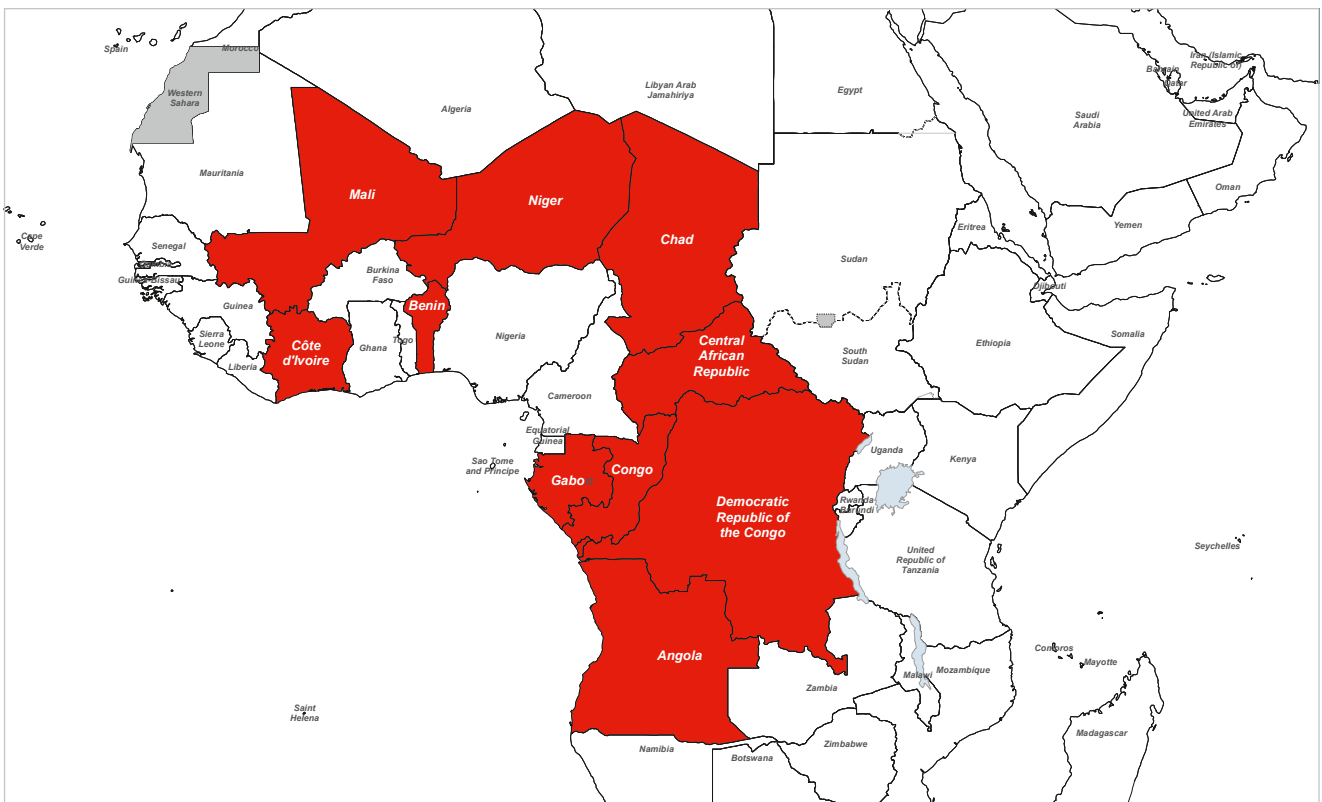 Spain
Morocco
Iran (Islamic
Republic of)
Bahrain
Qatar
Western
Sahara
Algeria
Libyan Arab
Jamahiriya
Egypt
Saudi
Arabia
United Arab
Emirates
Mauritania
Mali
Niger
Chad
Oman
Yemen
Cape
Verde
Senegal
Eritrea
Sudan
Burkina
Faso
Guinea-Bissau
Djibouti
Guinea
Benin
Sierra
Leone
Côte
d'Ivoire
Ghana
Togo
Nigeria
Central
African
Republic
South
Sudan
Ethiopia
Somalia
Liberia
Cameroon
Equatorial
Guinea
Sao Tome
and Principe
Gabon
Congo
Uganda
Kenya
Democratic
Republic of
the Congo
Rwanda
Burundi
United
Republic of
Tanzania
Seychelles
Angola
Comoros
Mayotte
Malawi
Mozambique
Zambia
Saint
Helena
Madagascar
Namibia
Botswana
Zimbabwe